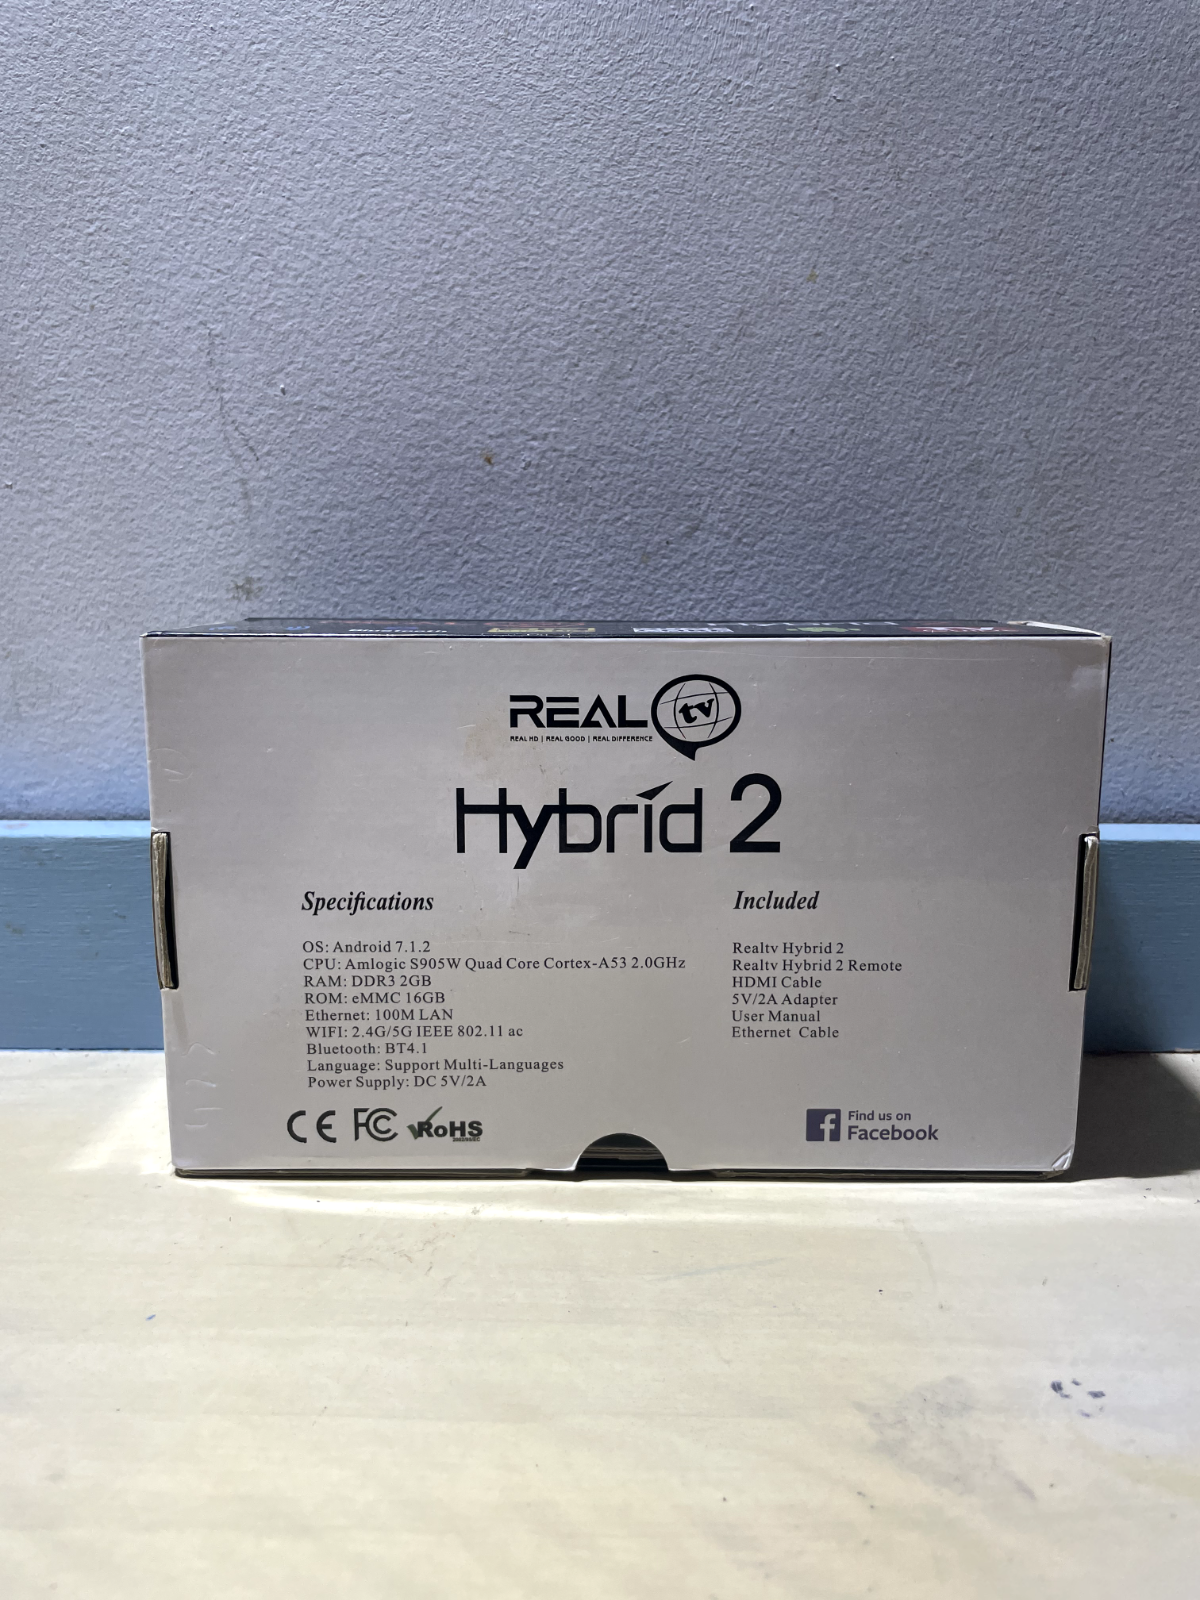 Bluetooth
REAL tv
REAL HD | REAL GOOD | REAL DIFFERENCE
Hybrid 2
Specifications
OS: Android 7.1.2
CPU: Amlogic S905W Quad Core Cortex-A53 2.0GHz
RAM: DDR3 2GB
ROM: eMMC 16GB
Ethernet: 100M LAN
WIFI: 2.4G/5G IEEE 802.11 ac
Bluetooth: BT4.1
Language: Support Multi-Languages
Power Supply: DC 5V/2A
CE FC RoHS
Included
Realtv Hybrid 2
Realtv Hybrid 2 Remote
HDMI Cable
5V/2A Adapter
User Manual
Ethernet Cable
Find us on
Facebook